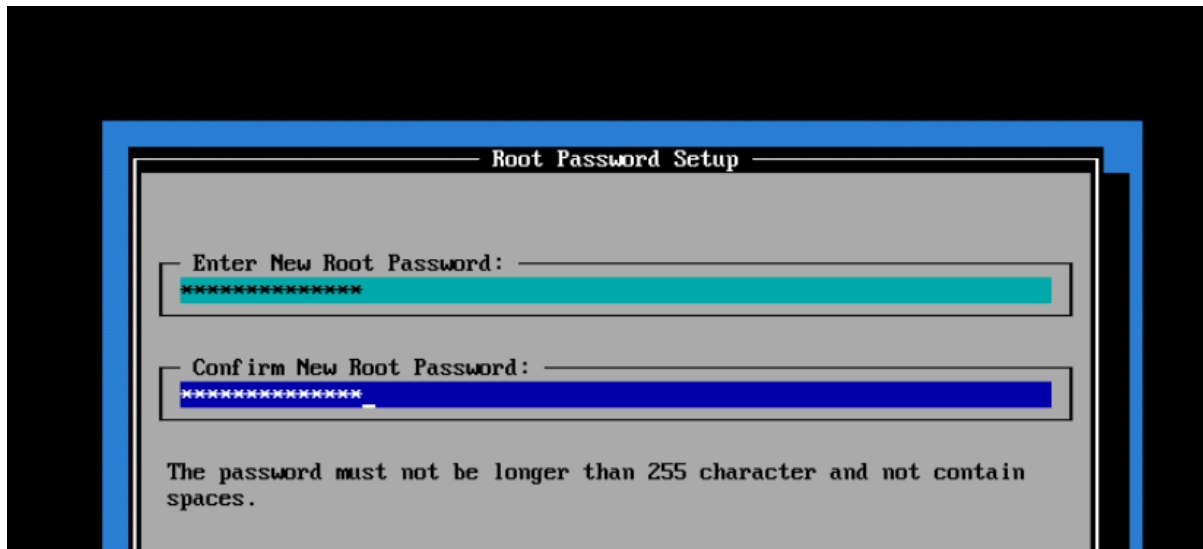 Root Password Setup
Enter New Root Password:
**************
Confirm New Root Password:
**************_
The password must not be longer than 255 character and not contain
spaces.